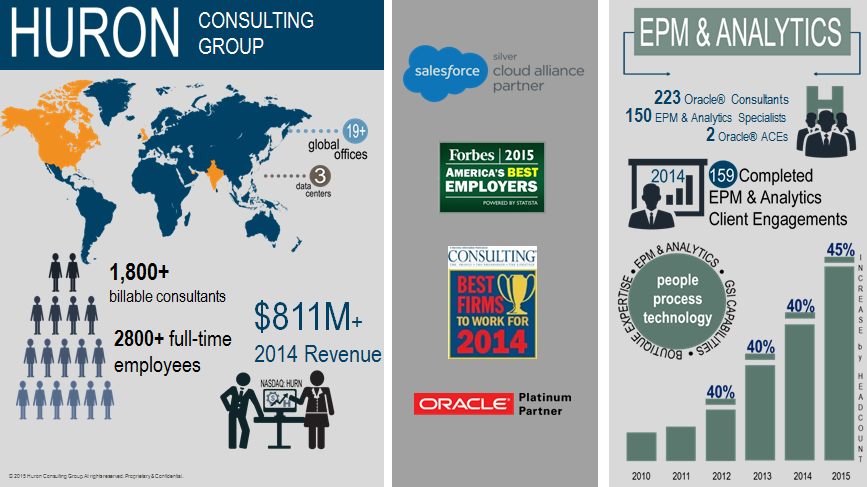 HURON
CONSULTING
GROUP
19+
global
offices
3
data
centers
1,800+
billable consultants
2800+ full-time
employees
$811M+
2014 Revenue
NASDAQ: HURN
© 2015 Huron Consulting Group. All rights reserved. Proprietary & Confidential.
silver
salesforce
cloud alliance
partner
Forbes | 2015
AMERICA'S BEST
EMPLOYERS
POWERED BY STATISTA
CONSULTING
BEST
FIRMS
TO WORK FOR
2014
ORACLE
Platinum
Partner
EPM & ANALYTICS
223 Oracle® Consultants
150 EPM & Analytics Specialists
2 Oracle® ACEs
2014
159 Completed
EPM & Analytics
Client Engagements
• EPM & ANALYTICS • GSI CAPABILITIES • BOUTIQUE EXPERTISE
people
process
technology
40%
40%
40%
45%
INCREASE by HEADCOUNT
2010 2011 2012 2013 2014 2015